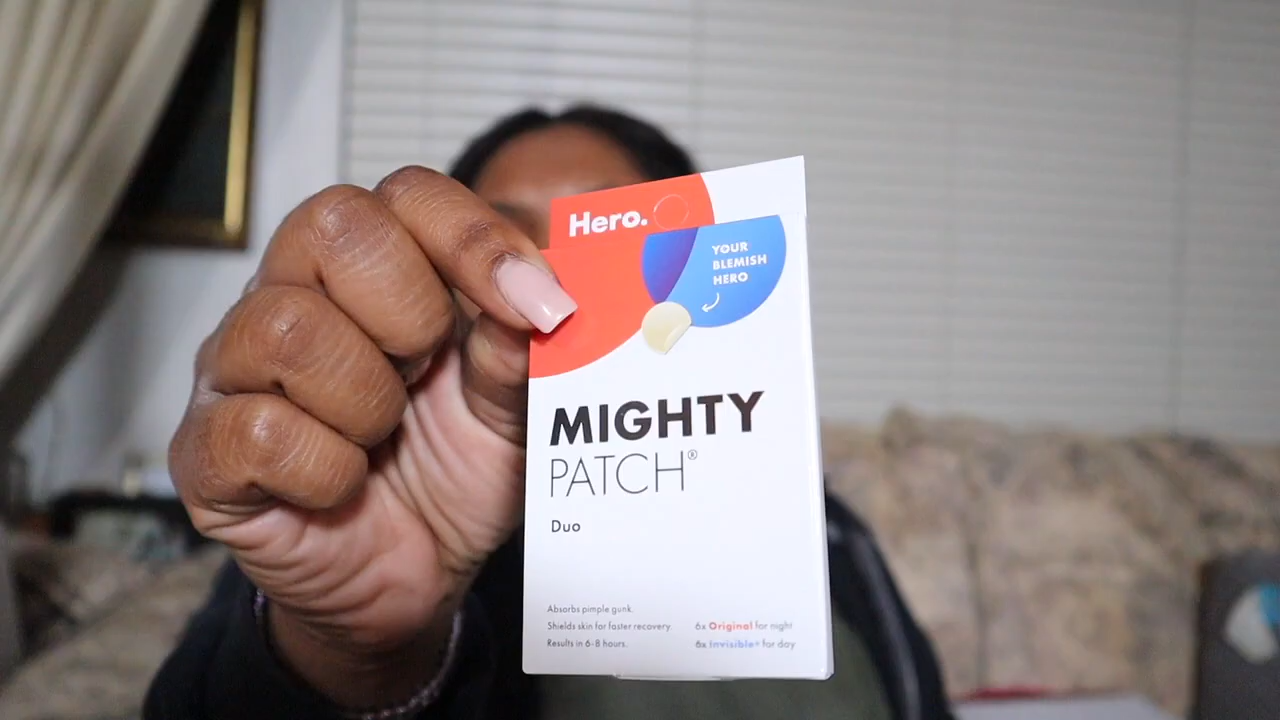 Hero.
YOUR
BLEMISH
HERO
MIGHTY
PATCH®
Duo
Absorbs pimple gunk.
Shields skin for faster recovery.
Results in 6-8 hours.
6x Original for night
6x Invisible+ for day